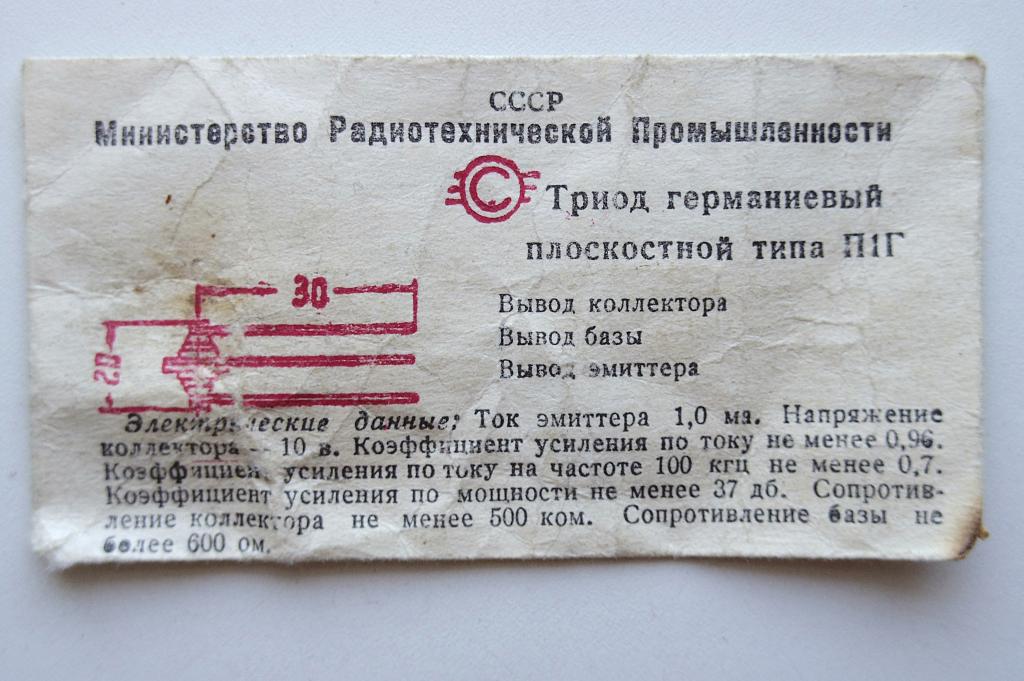 СССР
Министерство Радиотехнической Промышланности
С
Триод германиевый
плоскостной типа П1Г
30
20
Вывод коллектора
Вывод базы
Вывод эмиттера
Электрические данные: Ток эмиттера 1,0 ма. Напряжение
коллектора — 10 в. Коэффициент усиления по току не менее 0,96.
Коэффициент усиления по току на частоте 100 кгц не менее 0,7.
Коэффициент усиления по мощности не менее 37 дб. Сопротив-
ление коллектора не менее 500 ком. Сопротивление базы не
более 600 ом.